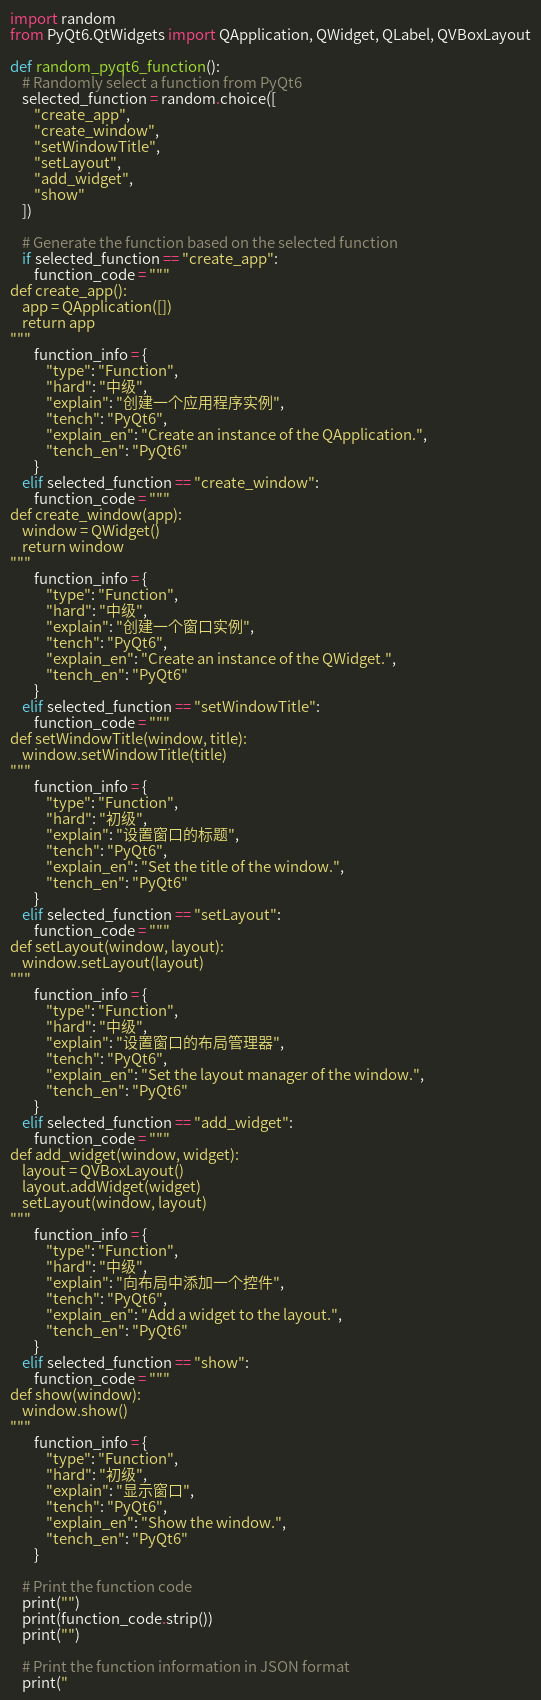 import random
from PyQt6.QtWidgets import QApplication, QWidget, QLabel, QVBoxLayout

def random_pyqt6_function():
    # Randomly select a function from PyQt6
    selected_function = random.choice([
        "create_app",
        "create_window",
        "setWindowTitle",
        "setLayout",
        "add_widget",
        "show"
    ])

    # Generate the function based on the selected function
    if selected_function == "create_app":
        function_code = """
def create_app():
    app = QApplication([])
    return app
"""
        function_info = {
            "type": "Function",
            "hard": "中级",
            "explain": "创建一个应用程序实例",
            "tench": "PyQt6",
            "explain_en": "Create an instance of the QApplication.",
            "tench_en": "PyQt6"
        }
    elif selected_function == "create_window":
        function_code = """
def create_window(app):
    window = QWidget()
    return window
"""
        function_info = {
            "type": "Function",
            "hard": "中级",
            "explain": "创建一个窗口实例",
            "tench": "PyQt6",
            "explain_en": "Create an instance of the QWidget.",
            "tench_en": "PyQt6"
        }
    elif selected_function == "setWindowTitle":
        function_code = """
def setWindowTitle(window, title):
    window.setWindowTitle(title)
"""
        function_info = {
            "type": "Function",
            "hard": "初级",
            "explain": "设置窗口的标题",
            "tench": "PyQt6",
            "explain_en": "Set the title of the window.",
            "tench_en": "PyQt6"
        }
    elif selected_function == "setLayout":
        function_code = """
def setLayout(window, layout):
    window.setLayout(layout)
"""
        function_info = {
            "type": "Function",
            "hard": "中级",
            "explain": "设置窗口的布局管理器",
            "tench": "PyQt6",
            "explain_en": "Set the layout manager of the window.",
            "tench_en": "PyQt6"
        }
    elif selected_function == "add_widget":
        function_code = """
def add_widget(window, widget):
    layout = QVBoxLayout()
    layout.addWidget(widget)
    setLayout(window, layout)
"""
        function_info = {
            "type": "Function",
            "hard": "中级",
            "explain": "向布局中添加一个控件",
            "tench": "PyQt6",
            "explain_en": "Add a widget to the layout.",
            "tench_en": "PyQt6"
        }
    elif selected_function == "show":
        function_code = """
def show(window):
    window.show()
"""
        function_info = {
            "type": "Function",
            "hard": "初级",
            "explain": "显示窗口",
            "tench": "PyQt6",
            "explain_en": "Show the window.",
            "tench_en": "PyQt6"
        }

    # Print the function code
    print("")
    print(function_code.strip())
    print("")

    # Print the function information in JSON format
    print("